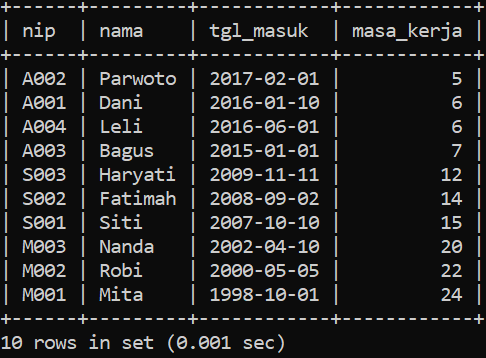 +------+---------+------------+------------+
| nip  | nama    | tgl_masuk  | masa_kerja |
+------+---------+------------+------------+
| A002 | Parwoto | 2017-02-01 |          5 |
| A001 | Dani    | 2016-01-10 |          6 |
| A004 | Leli    | 2016-06-01 |          6 |
| A003 | Bagus   | 2015-01-01 |          7 |
| S003 | Haryati | 2009-11-11 |         12 |
| S002 | Fatimah | 2008-09-02 |         14 |
| S001 | Siti    | 2007-10-10 |         15 |
| M003 | Nanda   | 2002-04-10 |         20 |
| M002 | Robi    | 2000-05-05 |         22 |
| M001 | Mita    | 1998-10-01 |         24 |
+------+---------+------------+------------+
10 rows in set (0.001 sec)